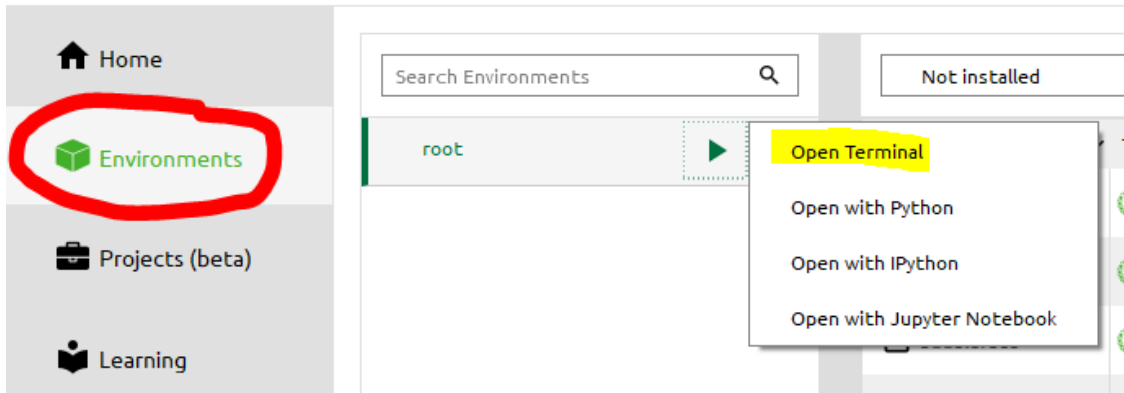 Home
Environments
Projects (beta)
Learning
Search Environments
root
Not installed
Open Terminal
Open with Python
Open with IPython
Open with Jupyter Notebook